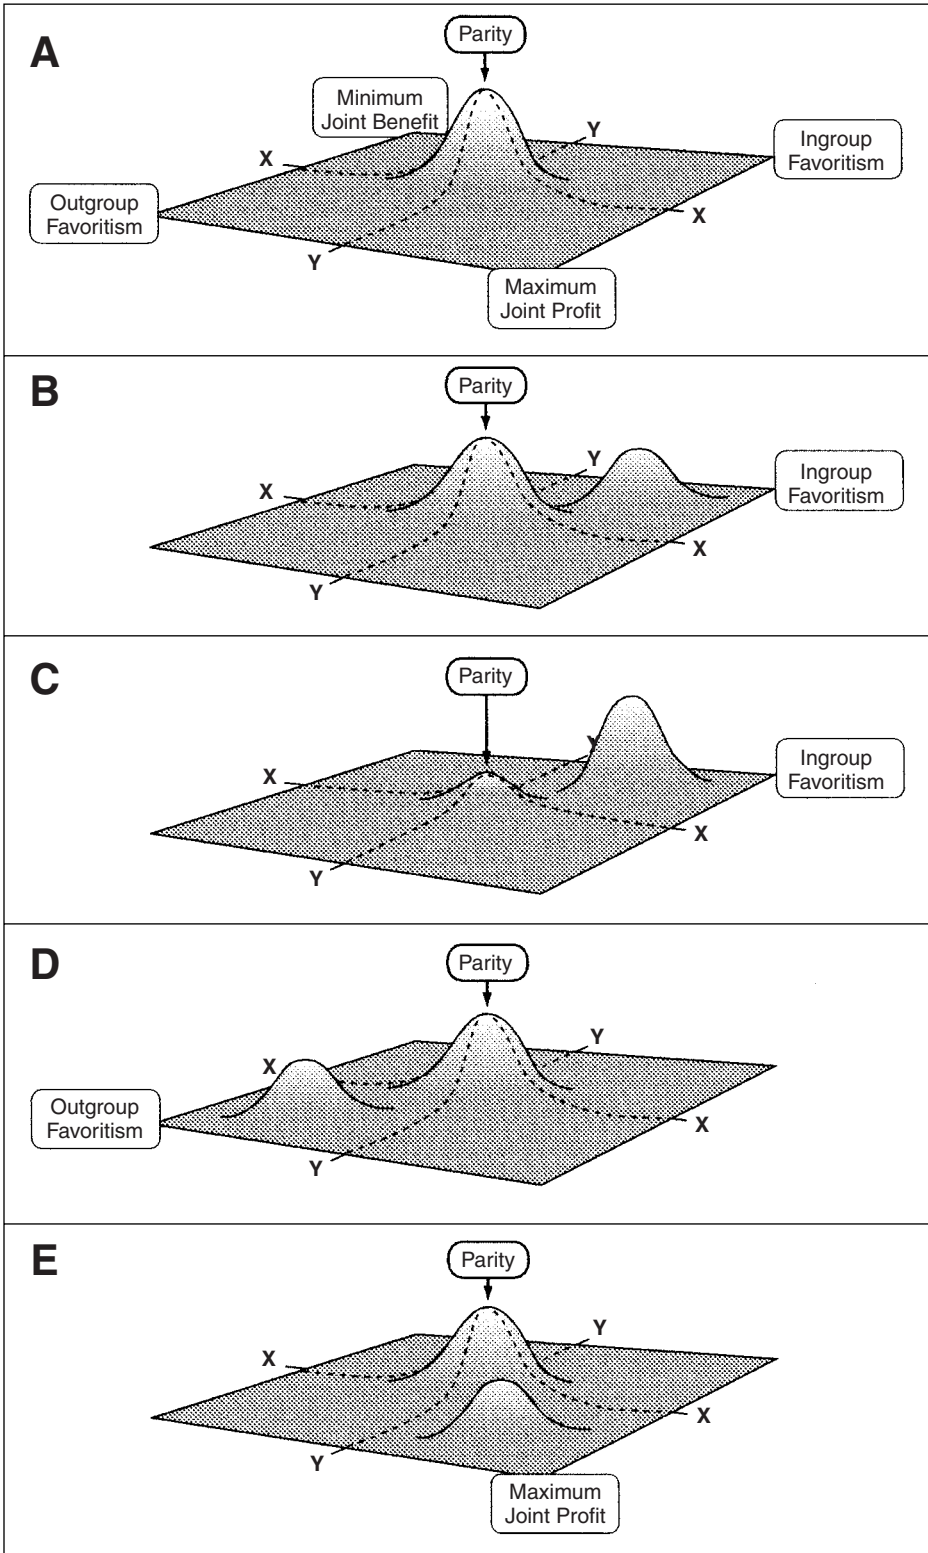 A
Parity
Minimum
Joint Benefit
Y
Ingroup
Favoritism
X
Outgroup
Favoritism
X
Y
Maximum
Joint Profit
B
Parity
Y
Ingroup
Favoritism
X
X
Y
C
Parity
Y
Ingroup
Favoritism
X
X
Y
D
Parity
Y
X
Outgroup
Favoritism
X
Y
E
Parity
Y
X
X
Y
Maximum
Joint Profit